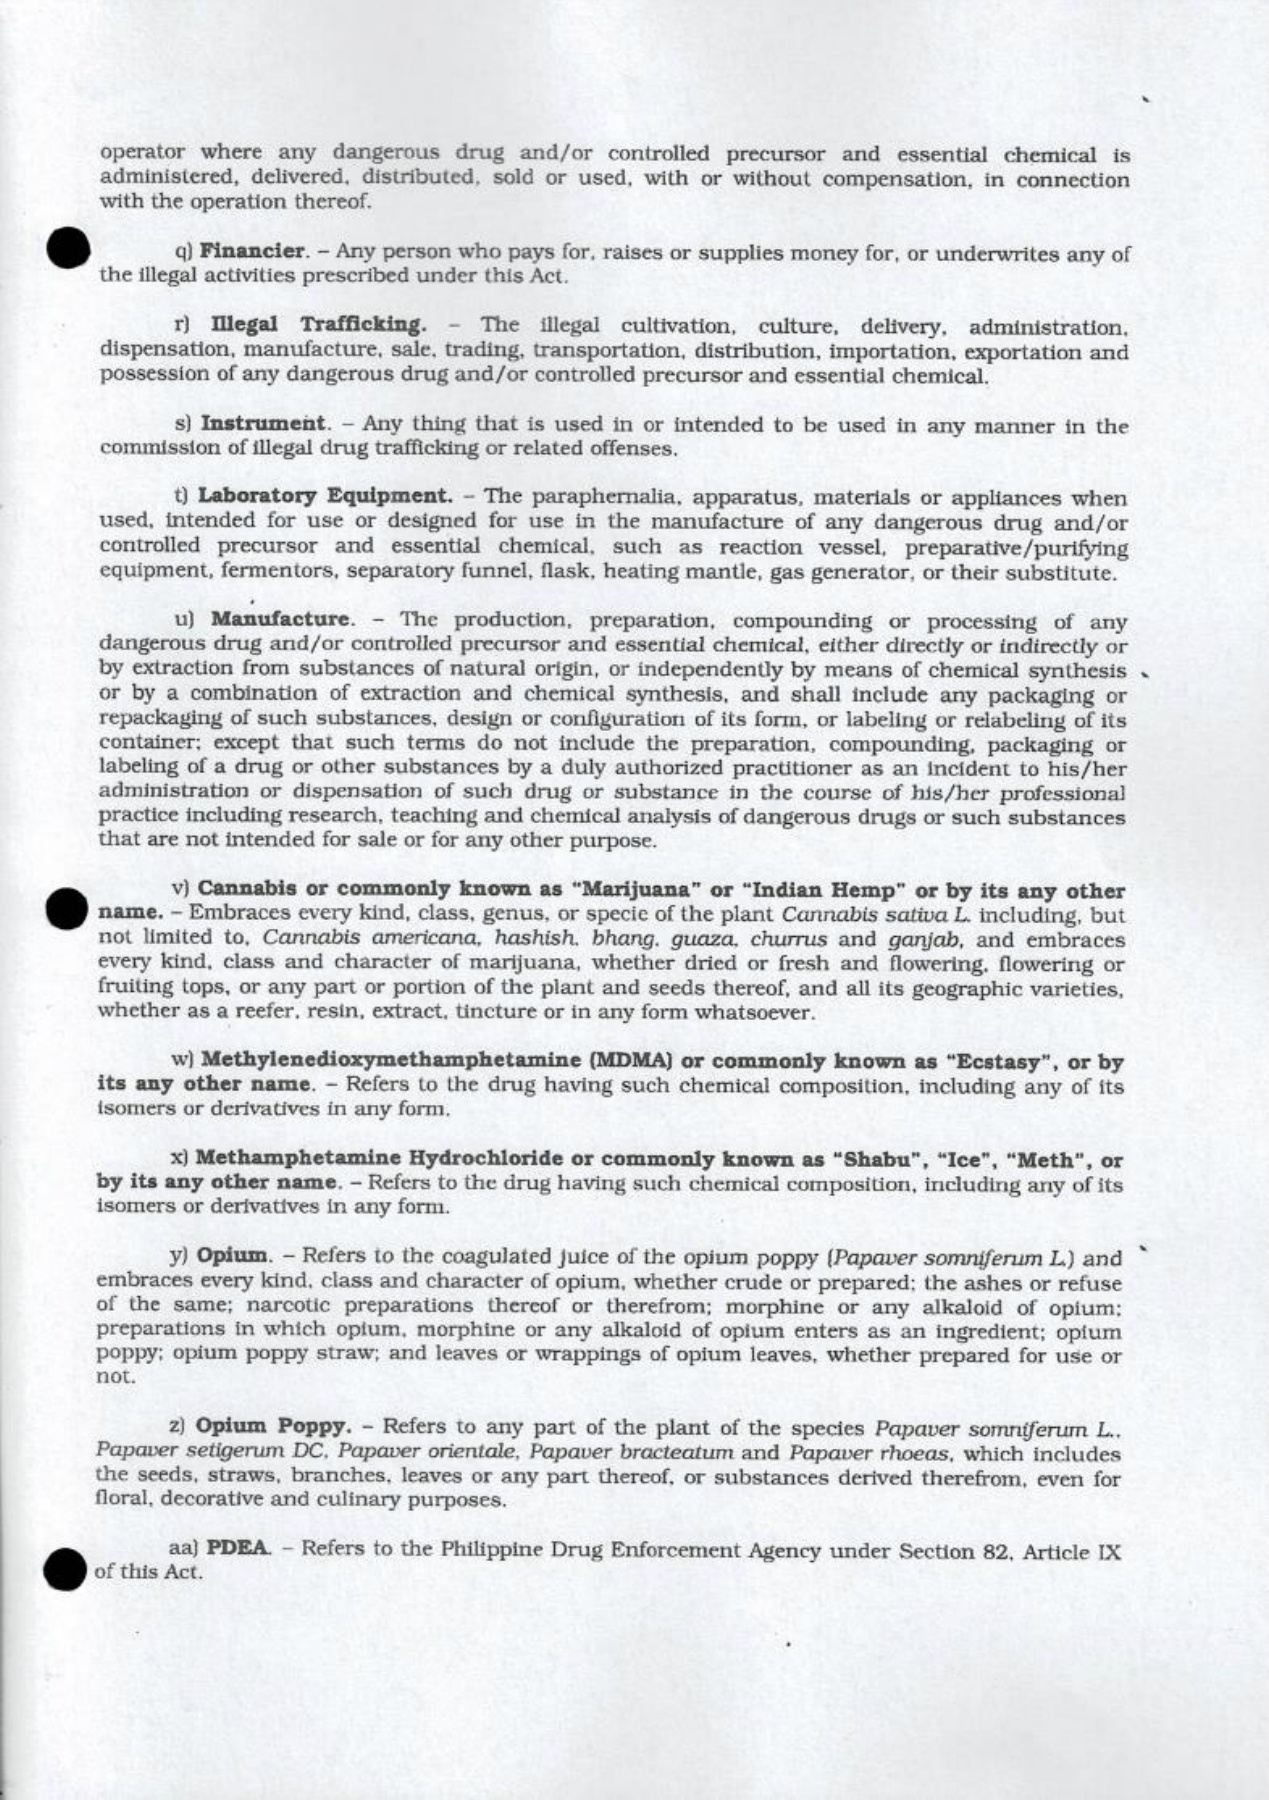 operator where any dangerous drug and/or controlled precursor and essential chemical is
administered, delivered, distributed, sold or used, with or without compensation, in connection
with the operation thereof.
q) Financier. – Any person who pays for, raises or supplies money for, or underwrites any of
the illegal activities prescribed under this Act.
r) Illegal Trafficking. – The illegal cultivation, culture, delivery, administration,
dispensation, manufacture, sale, trading, transportation, distribution, importation, exportation and
possession of any dangerous drug and/or controlled precursor and essential chemical.
s) Instrument. – Any thing that is used in or intended to be used in any manner in the
commission of illegal drug trafficking or related offenses.
t) Laboratory Equipment. – The paraphernalia, apparatus, materials or appliances when
used, intended for use or designed for use in the manufacture of any dangerous drug and/or
controlled precursor and essential chemical, such as reaction vessel, preparative/purifying
equipment, fermentors, separatory funnel, flask, heating mantle, gas generator, or their substitute.
u) Manufacture. – The production, preparation, compounding or processing of any
dangerous drug and/or controlled precursor and essential chemical, either directly or indirectly or
by extraction from substances of natural origin, or independently by means of chemical synthesis
or by a combination of extraction and chemical synthesis, and shall include any packaging or
repackaging of such substances, design or configuration of its form, or labeling or relabeling of its
container; except that such terms do not include the preparation, compounding, packaging or
labeling of a drug or other substances by a duly authorized practitioner as an incident to his/her
administration or dispensation of such drug or substance in the course of his/her professional
practice including research, teaching and chemical analysis of dangerous drugs or such substances
that are not intended for sale or for any other purpose.
v) Cannabis or commonly known as “Marijuana” or “Indian Hemp” or by its any other
name. – Embraces every kind, class, genus, or specie of the plant Cannabis sativa L. including, but
not limited to, Cannabis americana, hashish, bhang, guaza, churrus and ganjab, and embraces
every kind, class and character of marijuana, whether dried or fresh and flowering, flowering or
fruiting tops, or any part or portion of the plant and seeds thereof, and all its geographic varieties,
whether as a reefer, resin, extract, tincture or in any form whatsoever.
w) Methylenedioxymethamphetamine (MDMA) or commonly known as “Ecstasy”, or by
its any other name. – Refers to the drug having such chemical composition, including any of its
isomers or derivatives in any form.
x) Methamphetamine Hydrochloride or commonly known as “Shabu”, “Ice”, “Meth”, or
by its any other name. – Refers to the drug having such chemical composition, including any of its
isomers or derivatives in any form.
y) Opium. – Refers to the coagulated juice of the opium poppy (Papaver somniferum L.) and
embraces every kind, class and character of opium, whether crude or prepared; the ashes or refuse
of the same; narcotic preparations thereof or therefrom; morphine or any alkaloid of opium;
preparations in which opium, morphine or any alkaloid of opium enters as an ingredient; opium
poppy; opium poppy straw; and leaves or wrappings of opium leaves, whether prepared for use or
not.
z) Opium Poppy. – Refers to any part of the plant of the species Papaver somniferum L.,
Papaver setigerum DC, Papaver orientale, Papaver bracteatum and Papaver rhoeas, which includes
the seeds, straws, branches, leaves or any part thereof, or substances derived therefrom, even for
floral, decorative and culinary purposes.
aa) PDEA. – Refers to the Philippine Drug Enforcement Agency under Section 82, Article IX
of this Act.